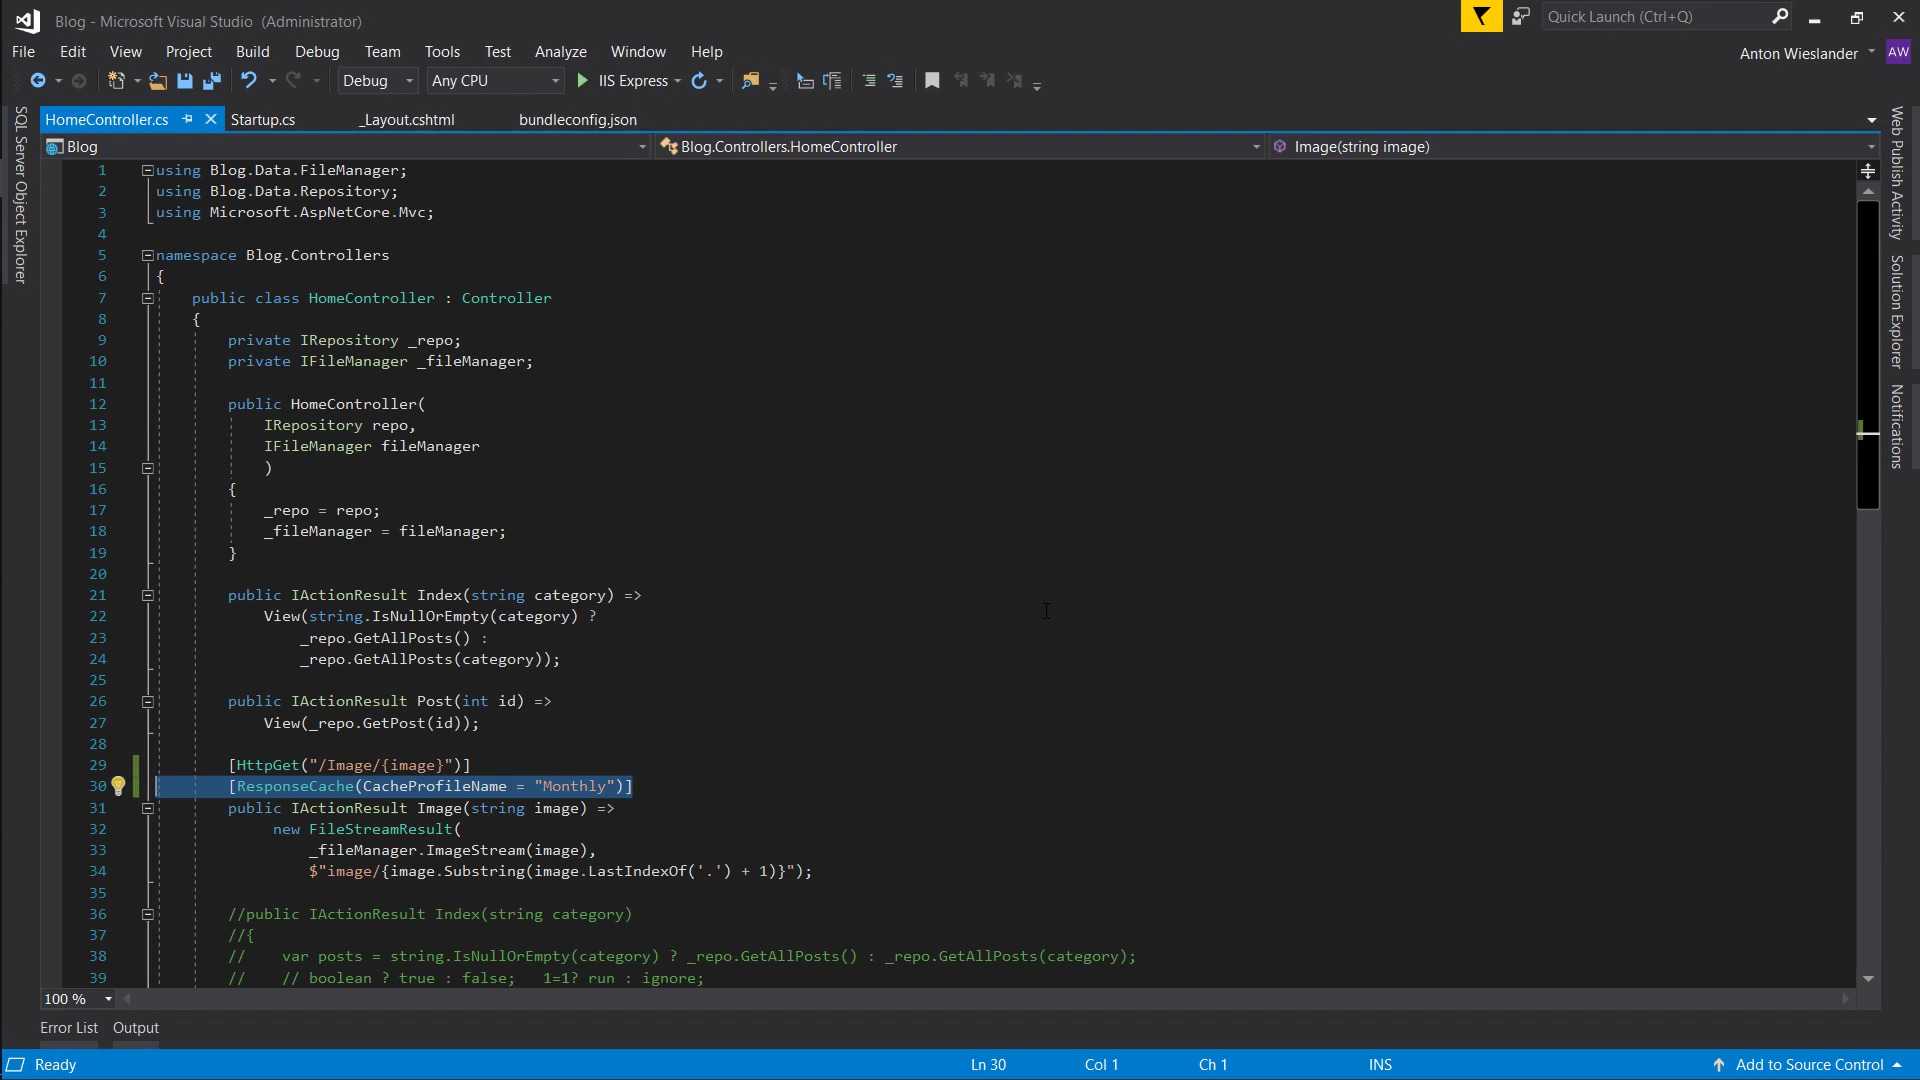 Blog - Microsoft Visual Studio (Administrator)
Quick Launch (Ctrl+Q)
File Edit View Project Build Debug Team Tools Test Analyze Window Help
Anton Wieslander AW
Debug Any CPU IIS Express
HomeController.cs Startup.cs _Layout.cshtml bundleconfig.json
Blog Blog.Controllers.HomeController Image(string image)
SQL Server Object Explorer
Web Publish Activity
Solution Explorer
Notifications
1 using Blog.Data.FileManager;
2 using Blog.Data.Repository;
3 using Microsoft.AspNetCore.Mvc;
4
5 namespace Blog.Controllers
6 {
7 public class HomeController : Controller
8 {
9 private IRepository _repo;
10 private IFileManager _fileManager;
11
12 public HomeController(
13 IRepository repo,
14 IFileManager fileManager
15 )
16 {
17 _repo = repo;
18 _fileManager = fileManager;
19 }
20
21 public IActionResult Index(string category) =>
22 View(string.IsNullOrEmpty(category) ?
23 _repo.GetAllPosts() :
24 _repo.GetAllPosts(category));
25
26 public IActionResult Post(int id) =>
27 View(_repo.GetPost(id));
28
29 [HttpGet("/Image/{image}")]
30 [ResponseCache(CacheProfileName = "Monthly")]
31 public IActionResult Image(string image) =>
32 new FileStreamResult(
33 _fileManager.ImageStream(image),
34 $"image/{image.Substring(image.LastIndexOf('.') + 1)}");
35
36 //public IActionResult Index(string category)
37 //{
38 // var posts = string.IsNullOrEmpty(category) ? _repo.GetAllPosts() : _repo.GetAllPosts(category);
39 // // boolean ? true : false; 1=1? run : ignore;
100 %
Error List Output
Ready Ln 30 Col 1 Ch 1 INS Add to Source Control